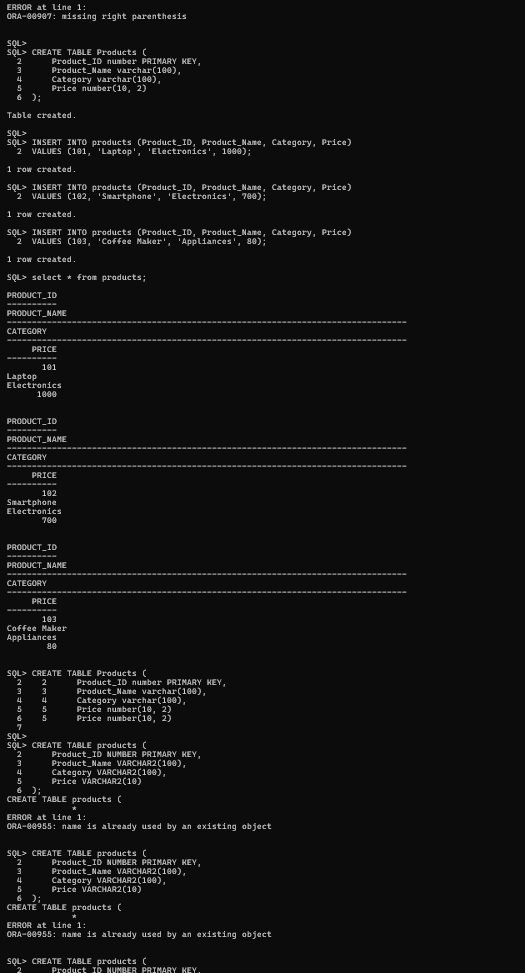 ERROR at line 1:
ORA-00907: missing right parenthesis
SQL>
SQL> CREATE TABLE Products (
  2      Product_ID number PRIMARY KEY,
  3      Product_Name varchar(100),
  4      Category varchar(100),
  5      Price number(10, 2)
  6  );
Table created.
SQL>
SQL> INSERT INTO products (Product_ID, Product_Name, Category, Price)
  2  VALUES (101, 'Laptop', 'Electronics', 1000);
1 row created.
SQL> INSERT INTO products (Product_ID, Product_Name, Category, Price)
  2  VALUES (102, 'Smartphone', 'Electronics', 700);
1 row created.
SQL> INSERT INTO products (Product_ID, Product_Name, Category, Price)
  2  VALUES (103, 'Coffee Maker', 'Appliances', 80);
1 row created.
SQL> select * from products;
PRODUCT_ID
----------
PRODUCT_NAME
--------------------------------------------------------------------------------
CATEGORY
--------------------------------------------------------------------------------
     PRICE
----------
       101
Laptop
Electronics
      1000
PRODUCT_ID
----------
PRODUCT_NAME
--------------------------------------------------------------------------------
CATEGORY
--------------------------------------------------------------------------------
     PRICE
----------
       102
Smartphone
Electronics
       700
PRODUCT_ID
----------
PRODUCT_NAME
--------------------------------------------------------------------------------
CATEGORY
--------------------------------------------------------------------------------
     PRICE
----------
       103
Coffee Maker
Appliances
        80
SQL> CREATE TABLE Products (
  2    2      Product_ID number PRIMARY KEY,
  3    3      Product_Name varchar(100),
  4    4      Category varchar(100),
  5    5      Price number(10, 2)
  6    5      Price number(10, 2)
  7
SQL>
SQL> CREATE TABLE products (
  2      Product_ID NUMBER PRIMARY KEY,
  3      Product_Name VARCHAR2(100),
  4      Category VARCHAR2(100),
  5      Price VARCHAR2(10)
  6  );
CREATE TABLE products (
             *
ERROR at line 1:
ORA-00955: name is already used by an existing object
SQL> CREATE TABLE products (
  2      Product_ID NUMBER PRIMARY KEY,
  3      Product_Name VARCHAR2(100),
  4      Category VARCHAR2(100),
  5      Price VARCHAR2(10)
  6  );
CREATE TABLE products (
             *
ERROR at line 1:
ORA-00955: name is already used by an existing object
SQL> CREATE TABLE products (
  2      Product_ID NUMBER PRIMARY KEY,